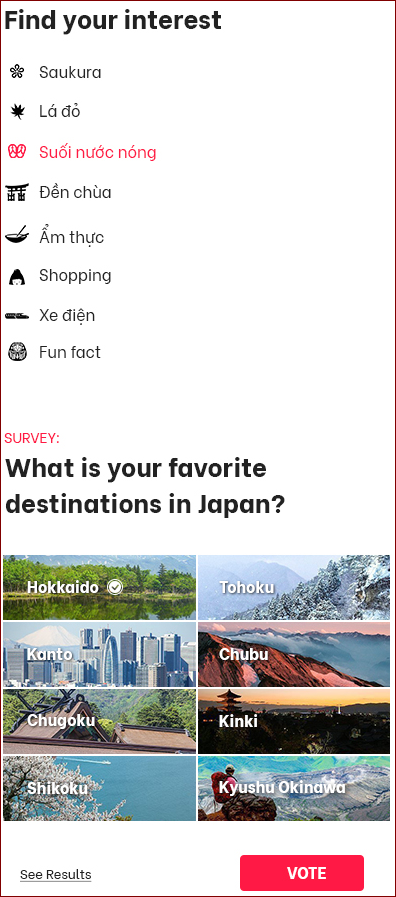 Find your interest
Saukura
Lá đỏ
Suối nước nóng
Đền chùa
Ẩm thực
Shopping
Xe điện
Fun fact
SURVEY:
What is your favorite
destinations in Japan?
Hokkaido
Tohoku
Kanto
Chubu
Chugoku
Kinki
Shikoku
Kyushu Okinawa
See Results
VOTE